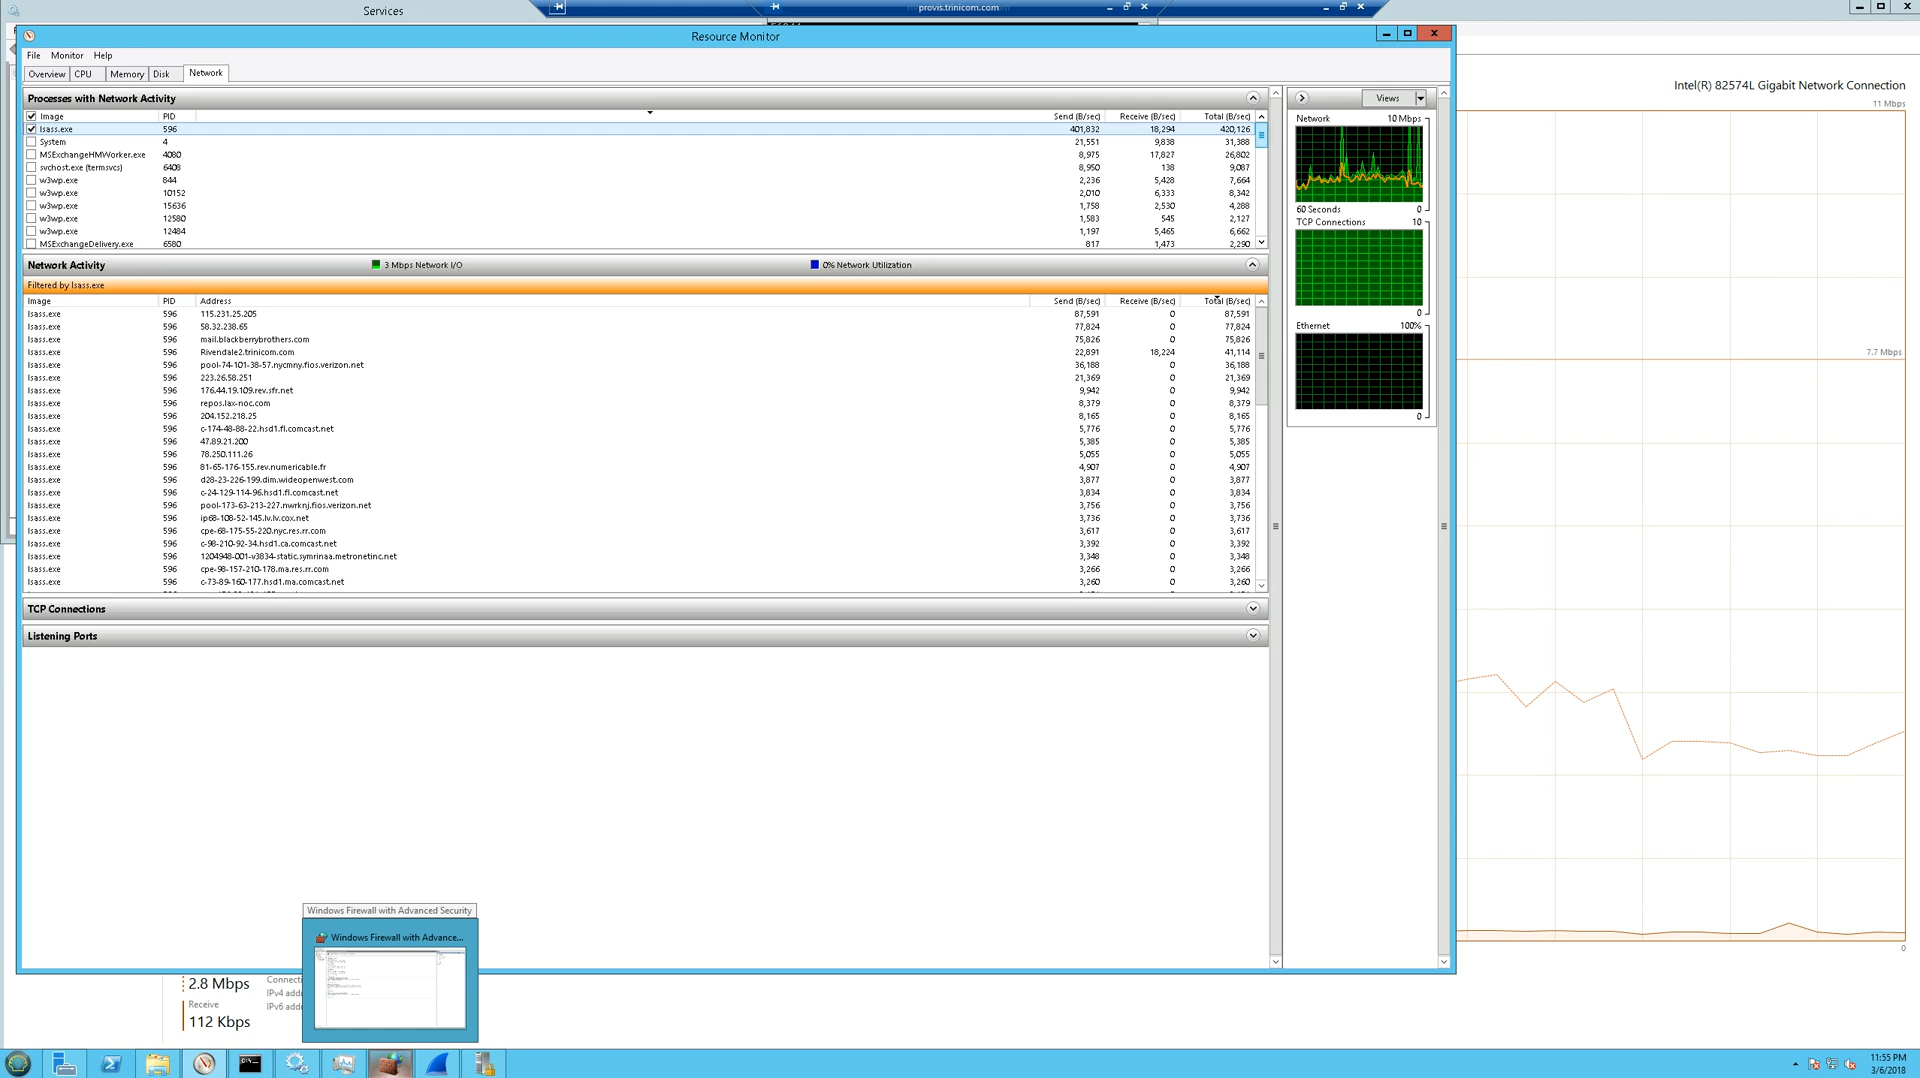 Services
provis.trinicom.com
Resource Monitor
File Monitor Help
Overview CPU Memory Disk Network
Processes with Network Activity
Image PID Send (B/sec) Receive (B/sec) Total (B/sec)
lsass.exe 596 401,832 18,294 420,126
System 4 21,551 9,838 31,388
MSExchangeHMWorker.exe 4080 8,975 17,827 26,802
svchost.exe (termsvcs) 6408 8,950 138 9,087
w3wp.exe 844 2,236 5,428 7,664
w3wp.exe 10152 2,010 6,333 8,342
w3wp.exe 15636 1,758 2,530 4,288
w3wp.exe 12580 1,583 545 2,127
w3wp.exe 12484 1,197 5,465 6,662
MSExchangeDelivery.exe 6580 817 1,473 2,290
Network Activity 3 Mbps Network I/O 0% Network Utilization
Filtered by lsass.exe
Image PID Address Send (B/sec) Receive (B/sec) Total (B/sec)
lsass.exe 596 115.231.25.205 87,591 0 87,591
lsass.exe 596 58.32.238.65 77,824 0 77,824
lsass.exe 596 mail.blackberrybrothers.com 75,826 0 75,826
lsass.exe 596 Rivendale2.trinicom.com 22,891 18,224 41,114
lsass.exe 596 pool-74-101-38-57.nycmny.fios.verizon.net 36,188 0 36,188
lsass.exe 596 223.26.58.251 21,369 0 21,369
lsass.exe 596 176.44.19.109.rev.sfr.net 9,942 0 9,942
lsass.exe 596 repos.lax-noc.com 8,379 0 8,379
lsass.exe 596 204.152.218.25 8,165 0 8,165
lsass.exe 596 c-174-48-88-22.hsd1.fl.comcast.net 5,776 0 5,776
lsass.exe 596 47.89.21.200 5,385 0 5,385
lsass.exe 596 78.250.111.26 5,055 0 5,055
lsass.exe 596 81-65-176-155.rev.numericable.fr 4,907 0 4,907
lsass.exe 596 d28-23-226-199.dim.wideopenwest.com 3,877 0 3,877
lsass.exe 596 c-24-129-114-96.hsd1.fl.comcast.net 3,834 0 3,834
lsass.exe 596 pool-173-63-213-227.nwrknj.fios.verizon.net 3,756 0 3,756
lsass.exe 596 ip68-108-52-145.lv.lv.cox.net 3,736 0 3,736
lsass.exe 596 cpe-68-175-55-220.nyc.res.rr.com 3,617 0 3,617
lsass.exe 596 c-98-210-92-34.hsd1.ca.comcast.net 3,392 0 3,392
lsass.exe 596 1204948-001-v3834-static.symrinaa.metronetinc.net 3,348 0 3,348
lsass.exe 596 cpe-98-157-210-178.ma.res.rr.com 3,266 0 3,266
lsass.exe 596 c-73-89-160-177.hsd1.ma.comcast.net 3,260 0 3,260
TCP Connections
Listening Ports
Views
Network 10 Mbps
60 Seconds 0
TCP Connections 10
0
Ethernet 100%
0
Intel(R) 82574L Gigabit Network Connection
11 Mbps
7.7 Mbps
0
Windows Firewall with Advanced Security
Windows Firewall with Advance...
2.8 Mbps
Receive
112 Kbps
Connecti
IPv4 addr
IPv6 addr
11:55 PM
3/6/2018